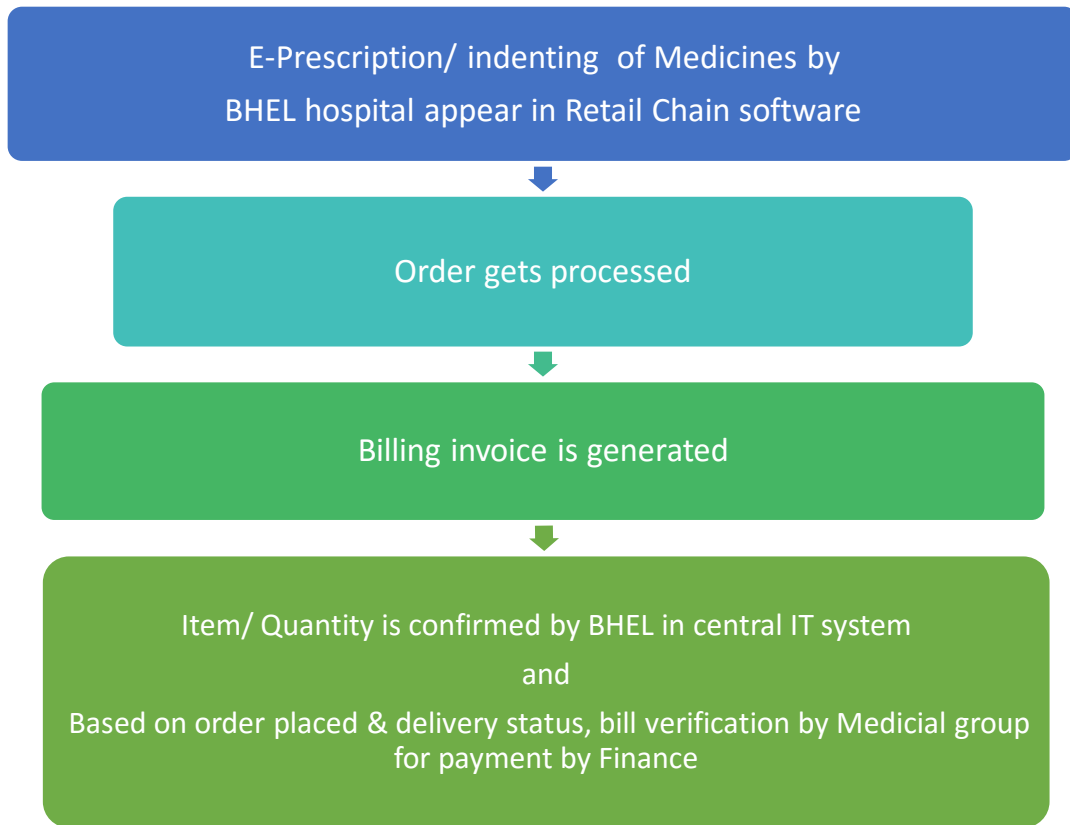 E-Prescription/ indenting of Medicines by
BHEL hospital appear in Retail Chain software
Order gets processed
Billing invoice is generated
Item/ Quantity is confirmed by BHEL in central IT system
and
Based on order placed & delivery status, bill verification by Medicial group
for payment by Finance